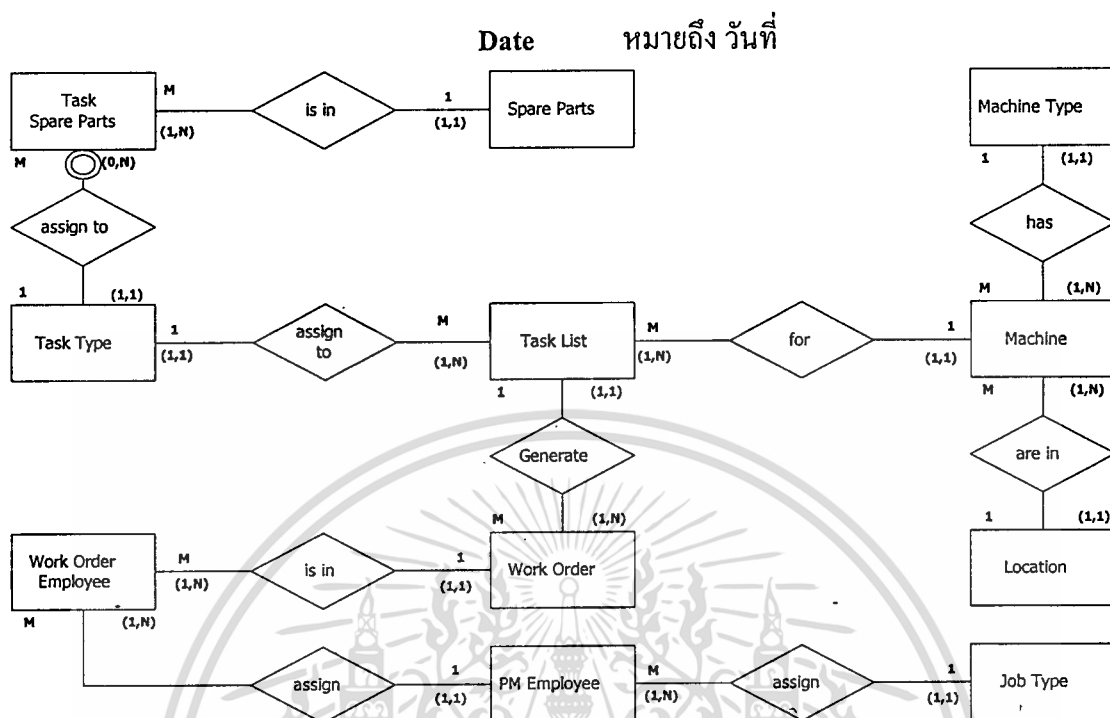 Date หมายถึง วันที่
Task
Spare Parts
M
(1,N)
is in
1
(1,1)
Spare Parts
Machine Type
M
(0,N)
1
(1,1)
assign to
has
1
(1,1)
M
(1,N)
Task Type
1
(1,1)
assign
to
M
(1,N)
Task List
M
(1,N)
for
1
(1,1)
Machine
1
(1,1)
M
(1,N)
Generate
are in
M
(1,N)
1
(1,1)
Work Order
Employee
M
(1,N)
is in
1
(1,1)
Work Order
Location
M
(1,N)
assign
1
(1,1)
PM Employee
M
(1,N)
assign
1
(1,1)
Job Type